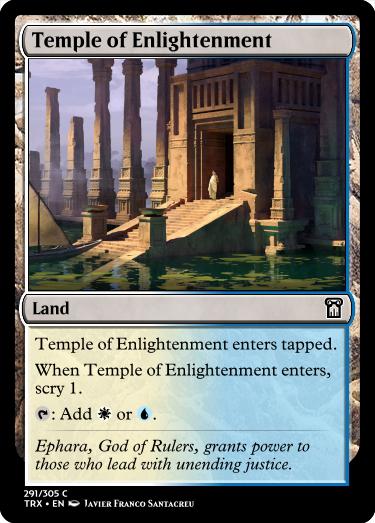 Temple of Enlightenment
Land
Temple of Enlightenment enters tapped.
When Temple of Enlightenment enters,
scry 1.
: Add or .
Ephara, God of Rulers, grants power to
those who lead with unending justice.
291/305 C
TRX • EN Javier Franco Santacreu